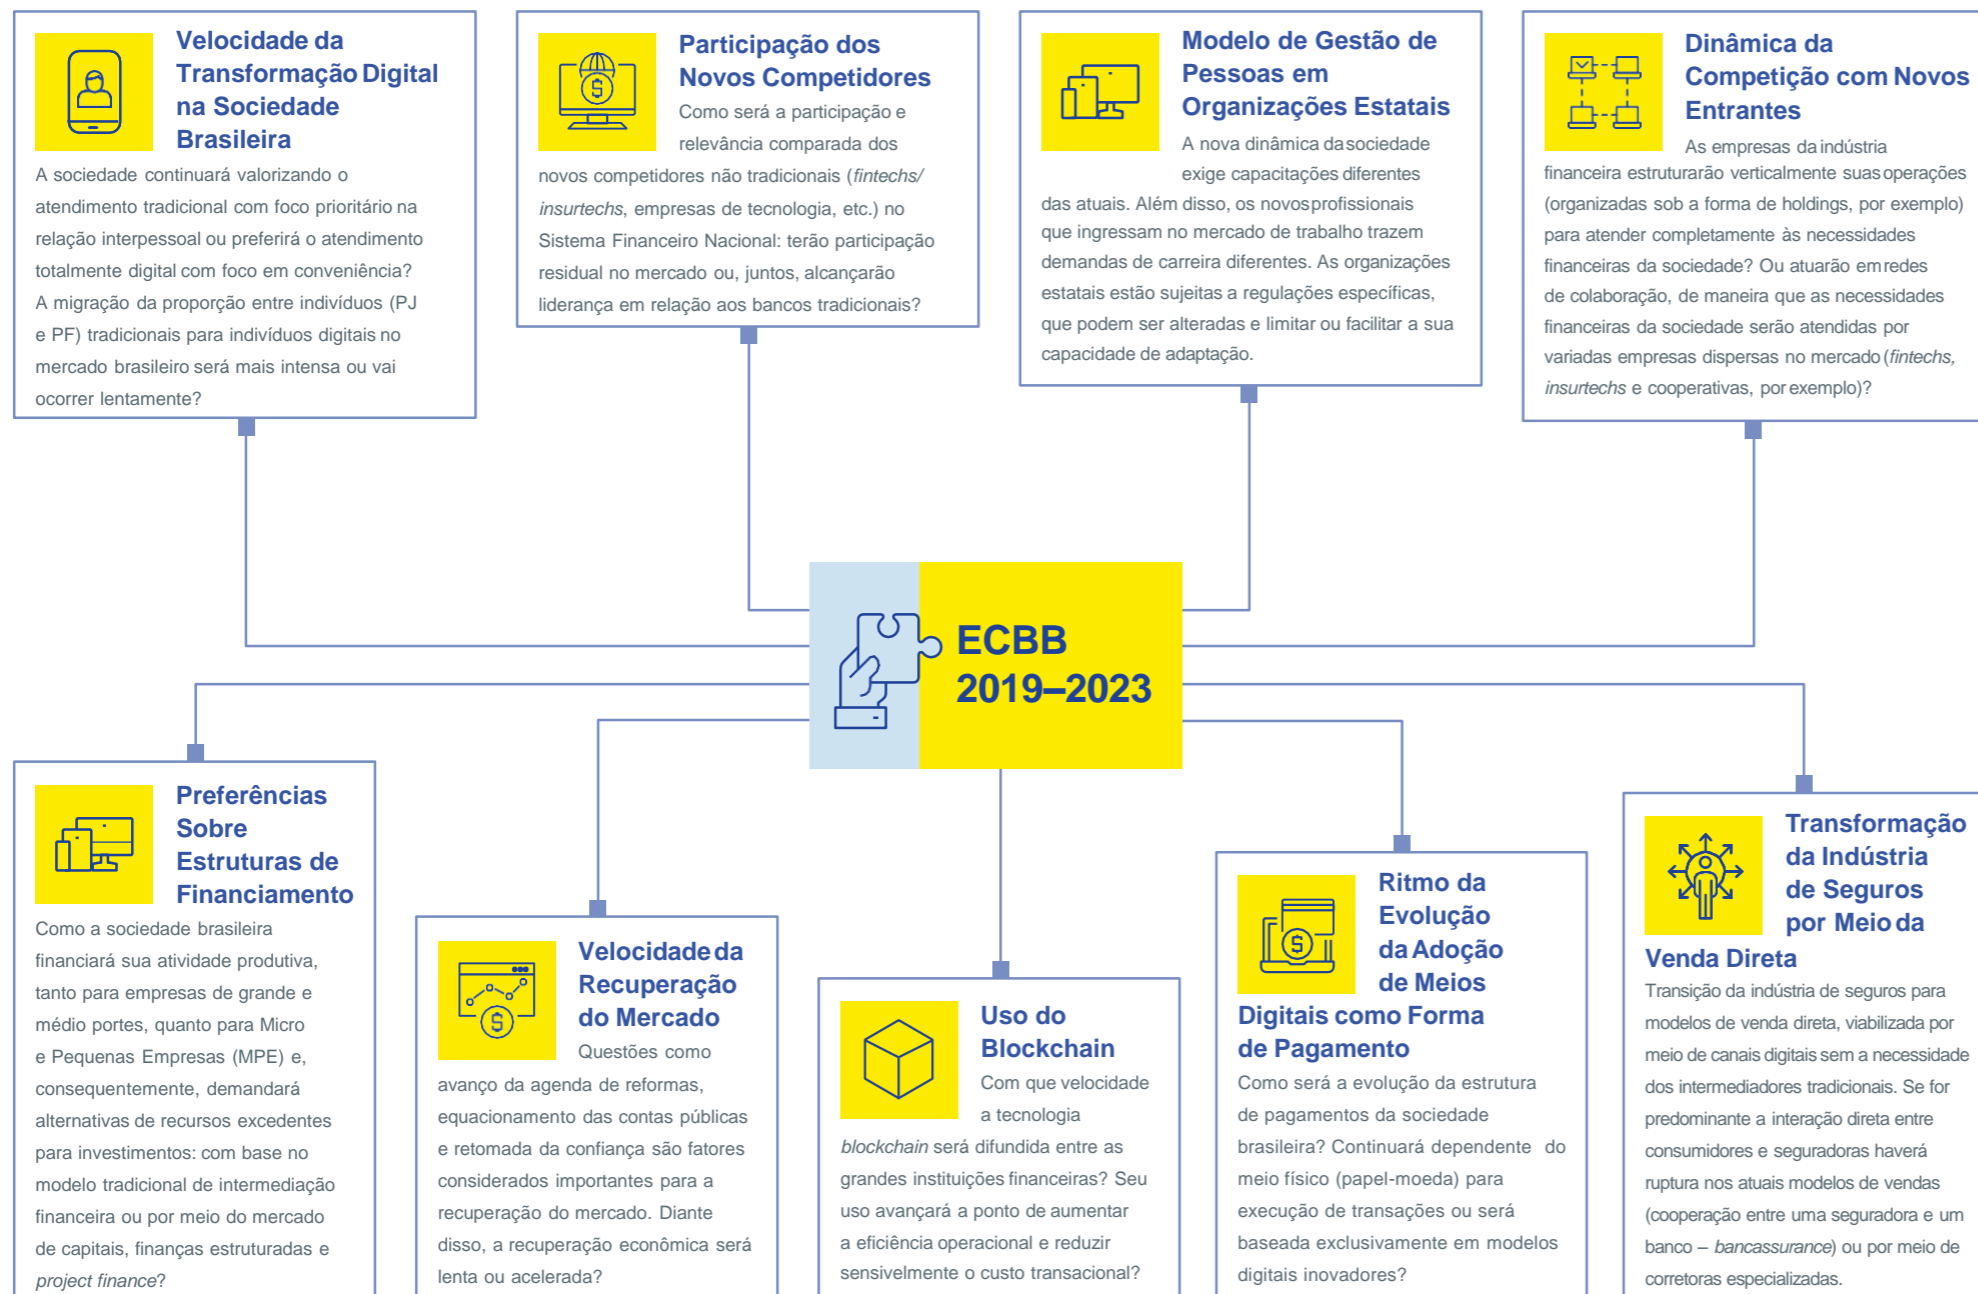 Velocidade da
Transformação Digital
na Sociedade
Brasileira
A sociedade continuará valorizando o
atendimento tradicional com foco prioritário na
relação interpessoal ou preferirá o atendimento
totalmente digital com foco em conveniência?
A migração da proporção entre indivíduos (PJ
e PF) tradicionais para indivíduos digitais no
mercado brasileiro será mais intensa ou vai
ocorrer lentamente?
Participação dos
Novos Competidores
Como será a participação e
relevância comparada dos
novos competidores não tradicionais (fintechs/
insurtechs, empresas de tecnologia, etc.) no
Sistema Financeiro Nacional: terão participação
residual no mercado ou, juntos, alcançarão
liderança em relação aos bancos tradicionais?
Modelo de Gestão de
Pessoas em
Organizações Estatais
A nova dinâmica da sociedade
exige capacitações diferentes
das atuais. Além disso, os novos profissionais
que ingressam no mercado de trabalho trazem
demandas de carreira diferentes. As organizações
estatais estão sujeitas a regulações específicas,
que podem ser alteradas e limitar ou facilitar a sua
capacidade de adaptação.
Dinâmica da
Competição com Novos
Entrantes
As empresas da indústria
financeira estruturarão verticalmente suas operações
(organizadas sob a forma de holdings, por exemplo)
para atender completamente às necessidades
financeiras da sociedade? Ou atuarão em redes
de colaboração, de maneira que as necessidades
financeiras da sociedade serão atendidas por
variadas empresas dispersas no mercado (fintechs,
insurtechs e cooperativas, por exemplo)?
ECBB
2019–2023
Preferências
Sobre
Estruturas de
Financiamento
Como a sociedade brasileira
financiará sua atividade produtiva,
tanto para empresas de grande e
médio portes, quanto para Micro
e Pequenas Empresas (MPE) e,
consequentemente, demandará
alternativas de recursos excedentes
para investimentos: com base no
modelo tradicional de intermediação
financeira ou por meio do mercado
de capitais, finanças estruturadas e
project finance?
Velocidade da
Recuperação
do Mercado
Questões como
avanço da agenda de reformas,
equacionamento das contas públicas
e retomada da confiança são fatores
considerados importantes para a
recuperação do mercado. Diante
disso, a recuperação econômica será
lenta ou acelerada?
Uso do
Blockchain
Com que velocidade
a tecnologia
blockchain será difundida entre as
grandes instituições financeiras? Seu
uso avançará a ponto de aumentar
a eficiência operacional e reduzir
sensivelmente o custo transacional?
Ritmo da
Evolução
da Adoção
de Meios
Digitais como Forma
de Pagamento
Como será a evolução da estrutura
de pagamentos da sociedade
brasileira? Continuará dependente do
meio físico (papel-moeda) para
execução de transações ou será
baseada exclusivamente em modelos
digitais inovadores?
Transformação
da Indústria
de Seguros
por Meio da
Venda Direta
Transição da indústria de seguros para
modelos de venda direta, viabilizada por
meio de canais digitais sem a necessidade
dos intermediadores tradicionais. Se for
predominante a interação direta entre
consumidores e seguradoras haverá
ruptura nos atuais modelos de vendas
(cooperação entre uma seguradora e um
banco – bancassurance) ou por meio de
corretoras especializadas.